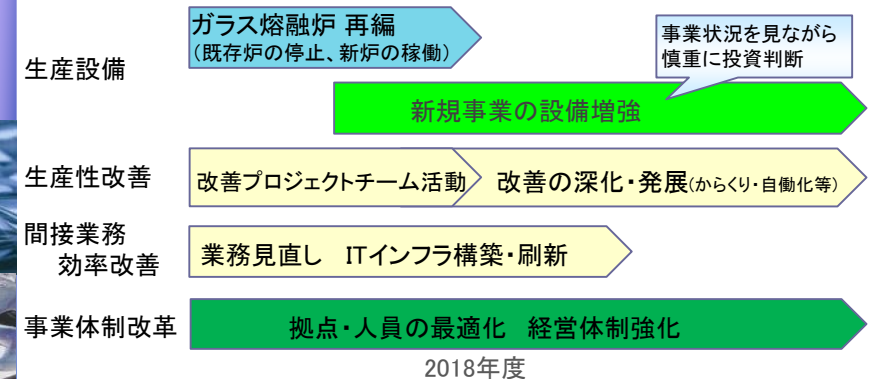 ガラス熔融炉 再編
(既存炉の停止、新炉の稼働)
事業状況を見ながら
慎重に投資判断
生産設備
新規事業の設備増強
生産性改善
改善プロジェクトチーム活動
改善の深化・発展(からくり・自働化等)
間接業務
効率改善
業務見直し ITインフラ構築・刷新
事業体制改革
拠点・人員の最適化 経営体制強化
2018年度